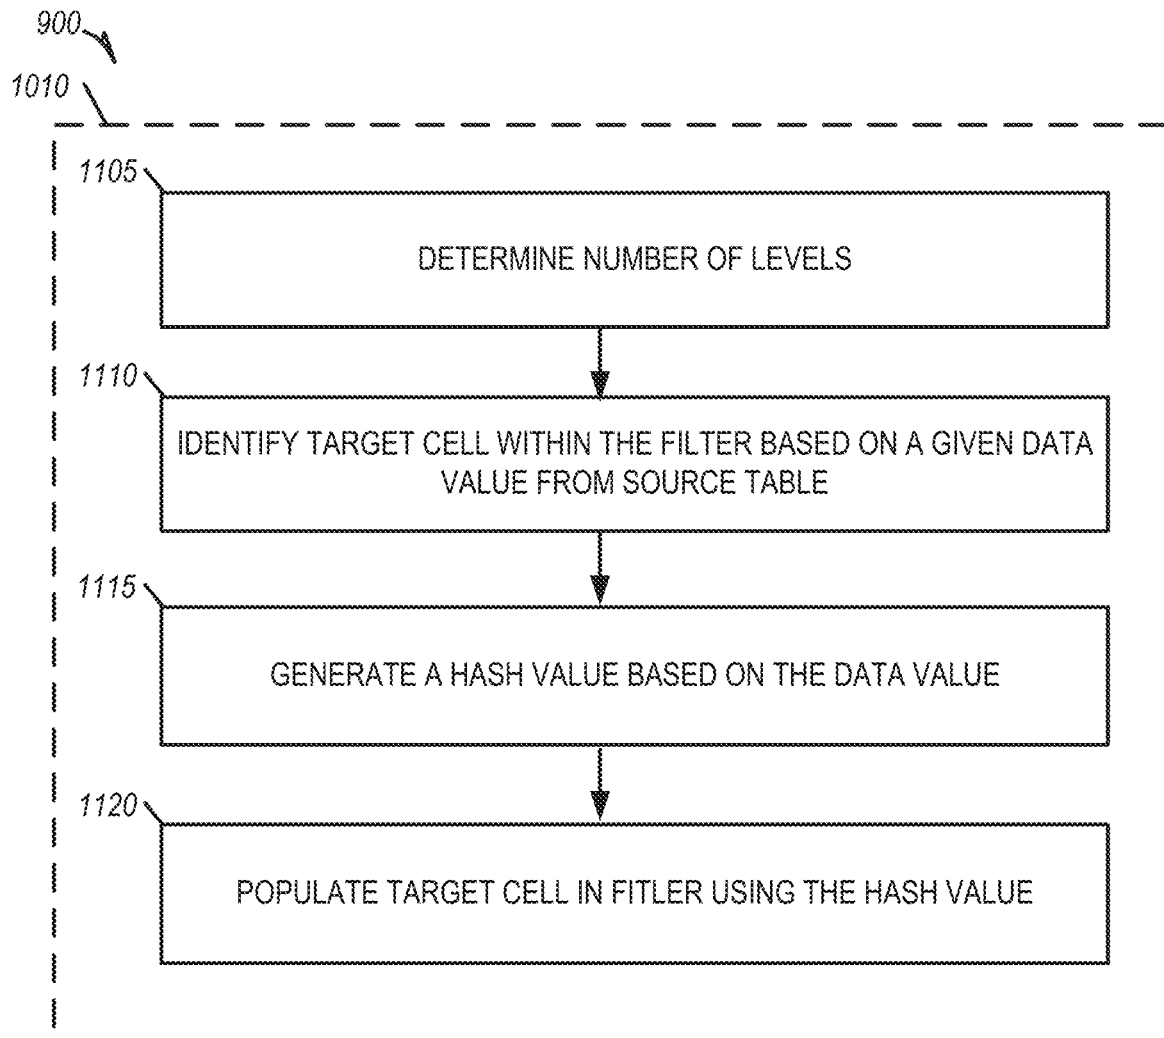 900
1010
1105
DETERMINE NUMBER OF LEVELS
1110
IDENTIFY TARGET CELL WITHIN THE FILTER BASED ON A GIVEN DATA
VALUE FROM SOURCE TABLE
1115
GENERATE A HASH VALUE BASED ON THE DATA VALUE
1120
POPULATE TARGET CELL IN FITLER USING THE HASH VALUE